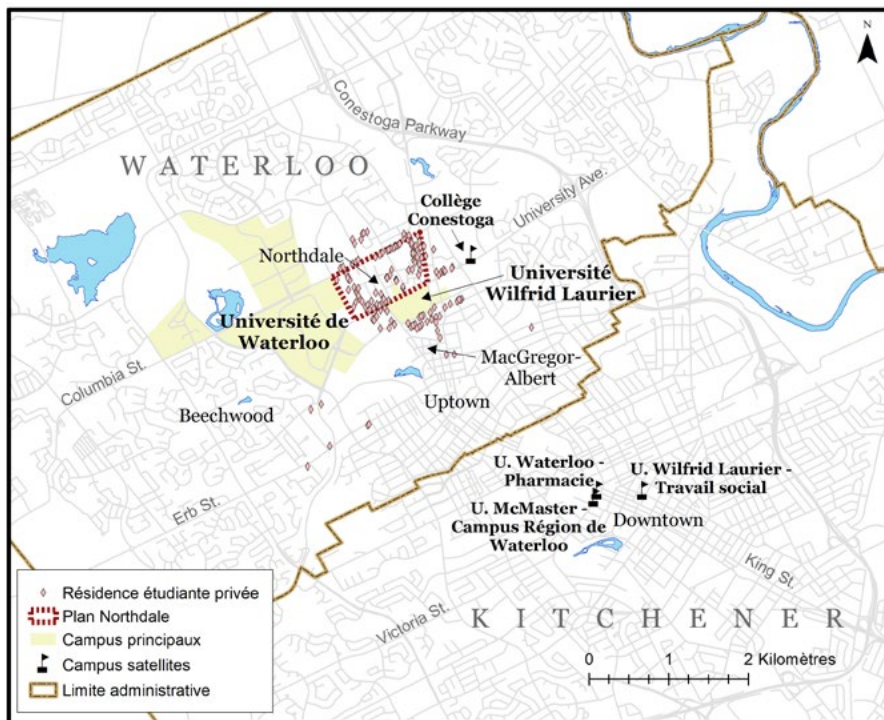 N
Conestoga Parkway
WATERLOO
Collège
Conestoga
University Ave.
Northdale
Université
Wilfrid Laurier
Université de
Waterloo
MacGregor-
Albert
Columbia St.
Beechwood
Uptown
U. Waterloo -
Pharmacie
U. Wilfrid Laurier -
Travail social
Erb St.
U. McMaster -
Campus Région de
Waterloo
Downtown
King St.
Victoria St.
KITCHENER
Résidence étudiante privée
Plan Northdale
Campus principaux
Campus satellites
Limite administrative
0 1 2 Kilomètres